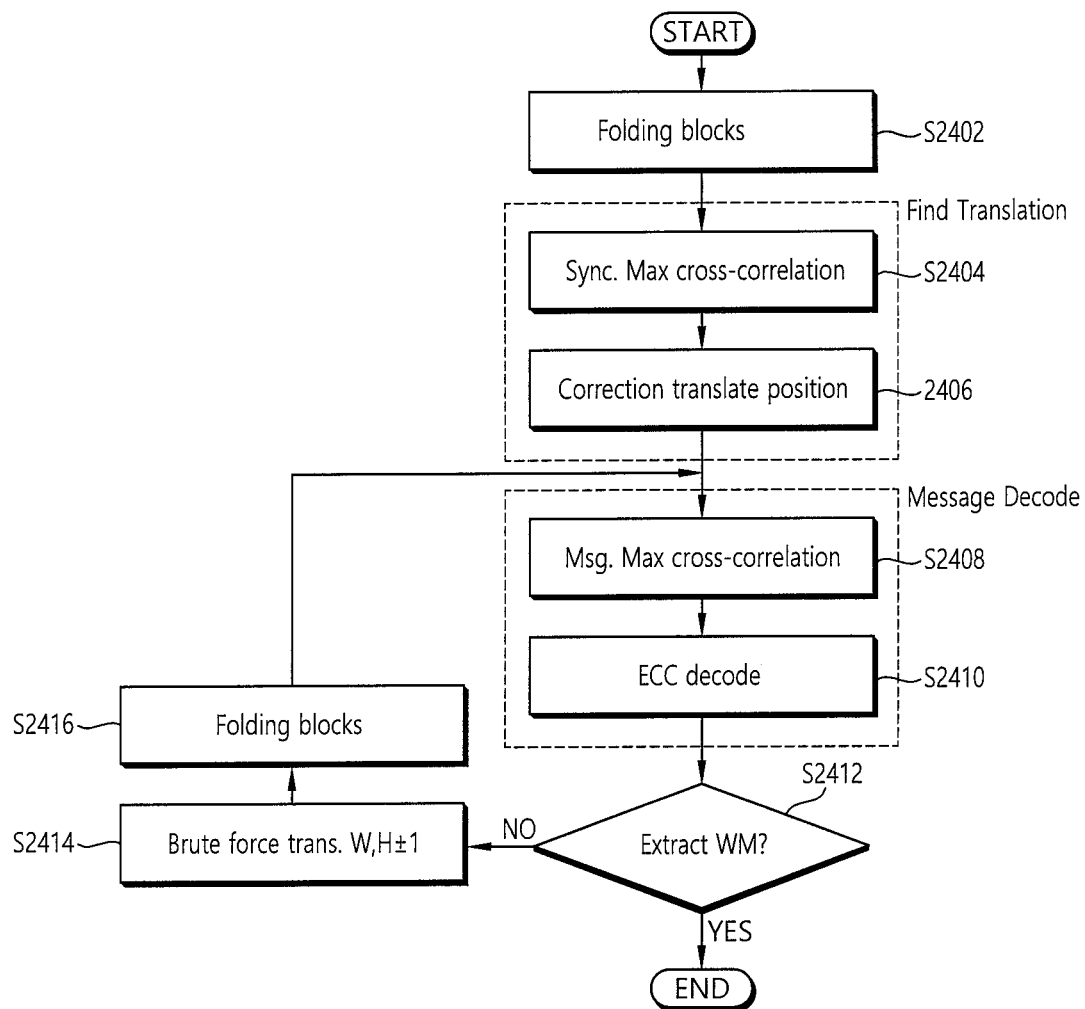 START
Folding blocks
S2402
Find Translation
Sync. Max cross-correlation
S2404
Correction translate position
2406
Message Decode
Msg. Max cross-correlation
S2408
ECC decode
S2410
S2416
Folding blocks
S2412
S2414
Brute force trans. W,H±1
NO
Extract WM?
YES
END